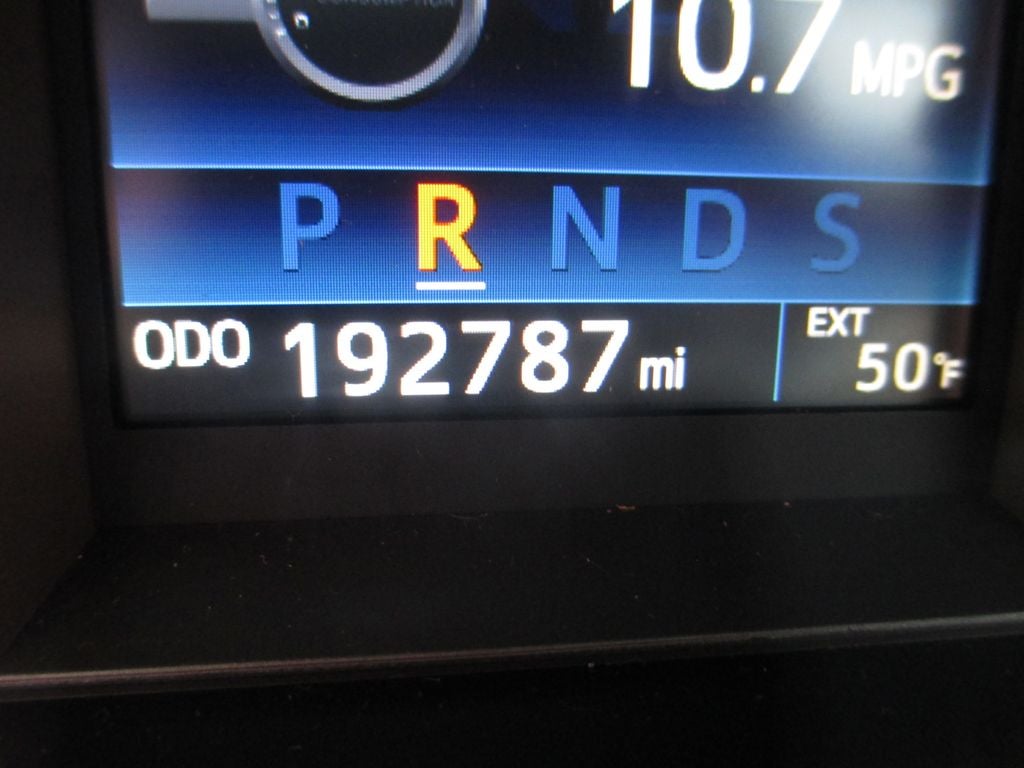 10.7 MPG
P R N D S
ODO 192787 mi
EXT
50°F